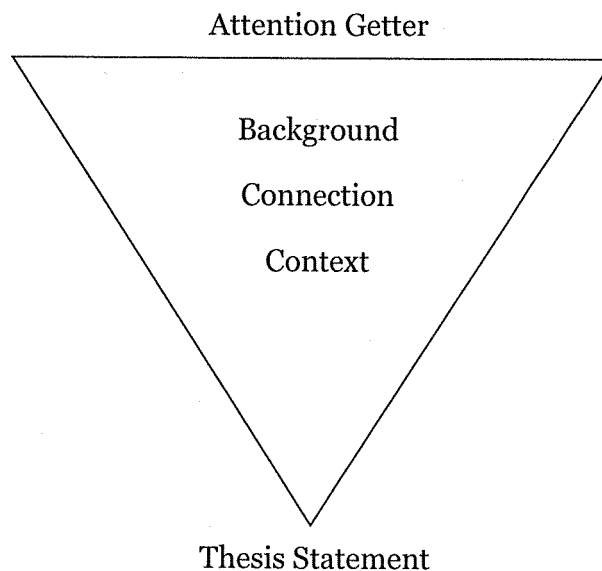 Attention Getter
Background
Connection
Context
Thesis Statement